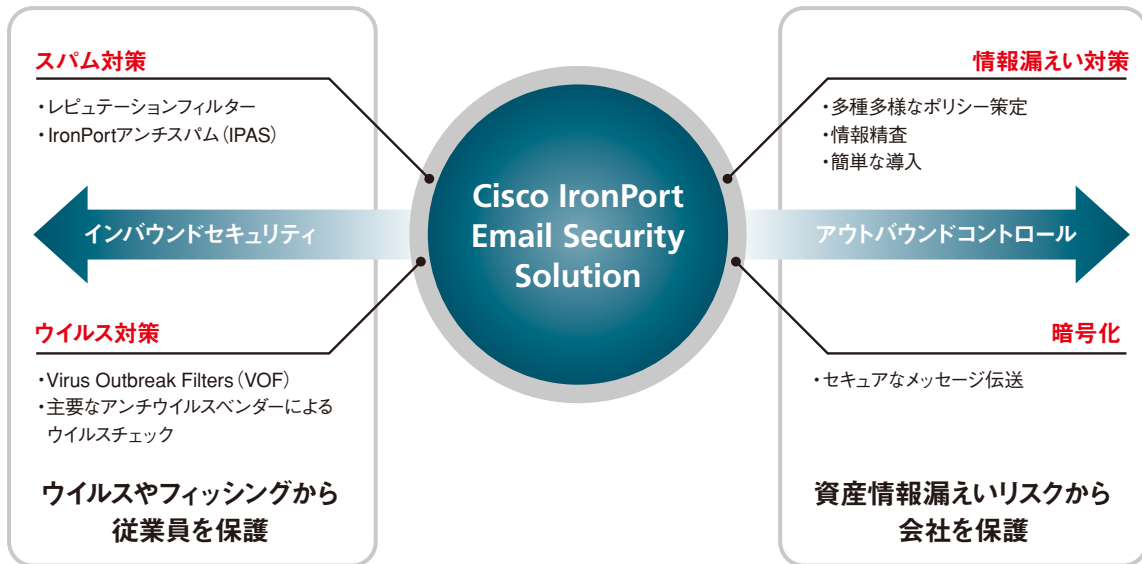 スパム対策
・レピュテーションフィルター
・IronPortアンチスパム（IPAS）
インバウンドセキュリティ
ウイルス対策
・Virus Outbreak Filters（VOF）
・主要なアンチウイルスベンダーによる
ウイルスチェック
ウイルスやフィッシングから
従業員を保護
Cisco IronPort
Email Security
Solution
情報漏えい対策
・多種多様なポリシー策定
・情報精査
・簡単な導入
アウトバウンドコントロール
暗号化
・セキュアなメッセージ伝送
資産情報漏えいリスクから
会社を保護